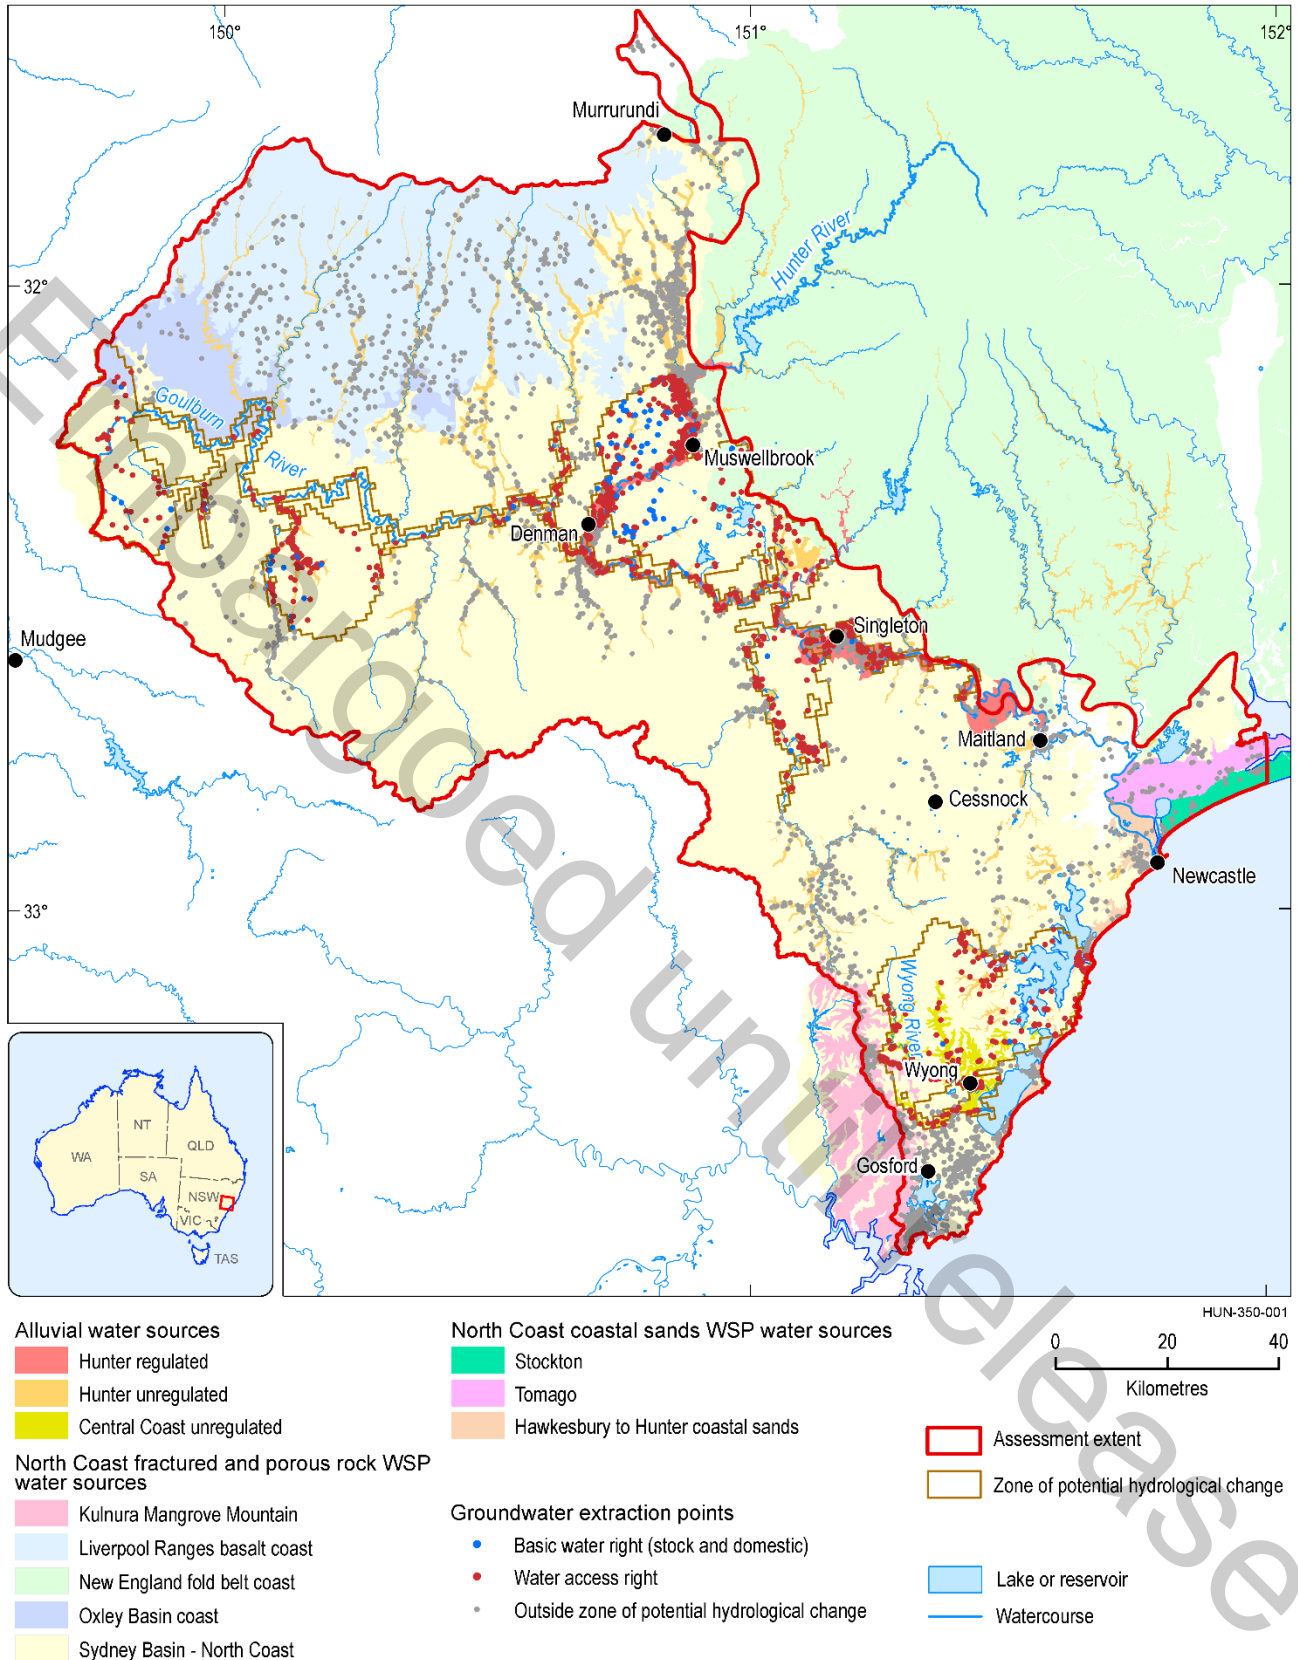 150°
151°
152°
Murrurundi
Hunter River
32°
Goulburn
River
Muswellbrook
Denman
Mudgee
Singleton
Maitland
Cessnock
Newcastle
33°
Wyong River
Wyong
Gosford
NT
WA
QLD
SA
NSW
VIC
TAS
Embargoed until release
HUN-350-001
Alluvial water sources
Hunter regulated
Hunter unregulated
Central Coast unregulated
North Coast fractured and porous rock WSP
water sources
Kulnura Mangrove Mountain
Liverpool Ranges basalt coast
New England fold belt coast
Oxley Basin coast
Sydney Basin - North Coast
North Coast coastal sands WSP water sources
Stockton
Tomago
Hawkesbury to Hunter coastal sands
Groundwater extraction points
Basic water right (stock and domestic)
Water access right
Outside zone of potential hydrological change
0 20 40
Kilometres
Assessment extent
Zone of potential hydrological change
Lake or reservoir
Watercourse